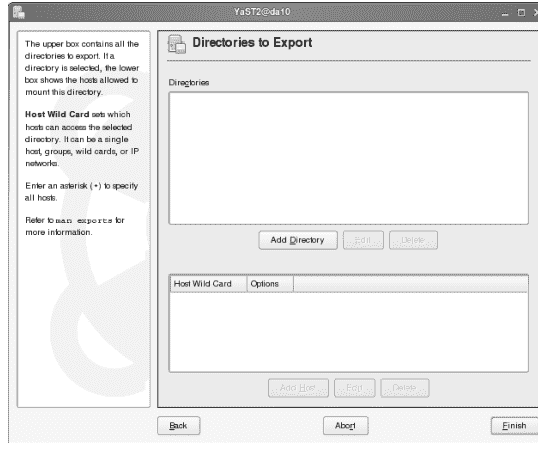 YaST2@da10
The upper box contains all the
directories to export. If a
directory is selected, the lower
box shows the hosts allowed to
mount this directory.
Host Wild Card sets which
hosts can access the selected
directory. It can be a single
host, groups, wild cards, or IP
networks.
Enter an asterisk (*) to specify
all hosts.
Refer to man exports for
more information.
Directories to Export
Directories
Add Directory Edit Delete
Host Wild Card Options
Add Host Edit Delete
Back Abort Finish